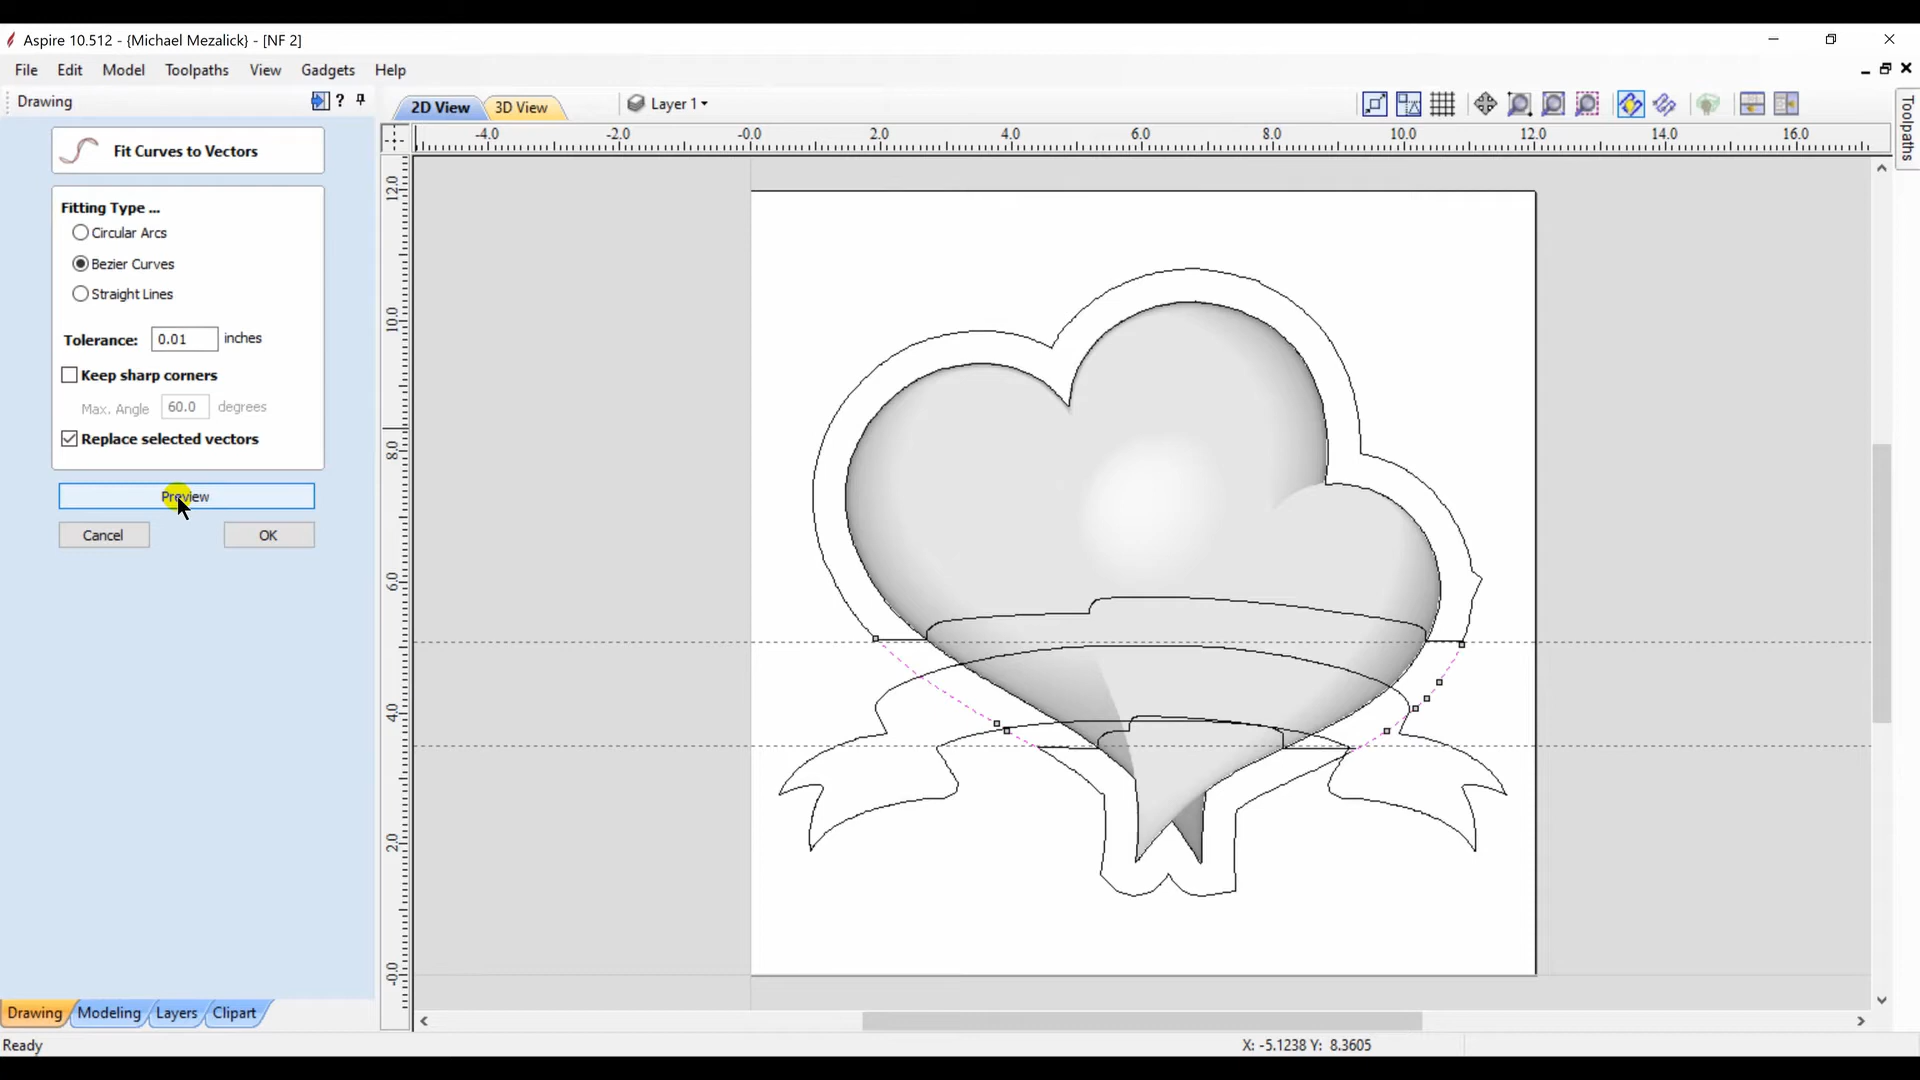 Aspire 10.512 - {Michael Mezalick} - [NF 2]
File Edit Model Toolpaths View Gadgets Help
Drawing ?
2D View 3D View Layer 1
-4.0 -2.0 -0.0 2.0 4.0 6.0 8.0 10.0 12.0 14.0 16.0
Toolpaths
Fit Curves to Vectors
Fitting Type ...
Circular Arcs
Bezier Curves
Straight Lines
Tolerance: 0.01 inches
Keep sharp corners
Max. Angle 60.0 degrees
Replace selected vectors
Preview
Cancel OK
12.0
10.0
8.0
6.0
4.0
2.0
-0.0
Drawing Modeling Layers Clipart
Ready X: -5.1238 Y: 8.3605